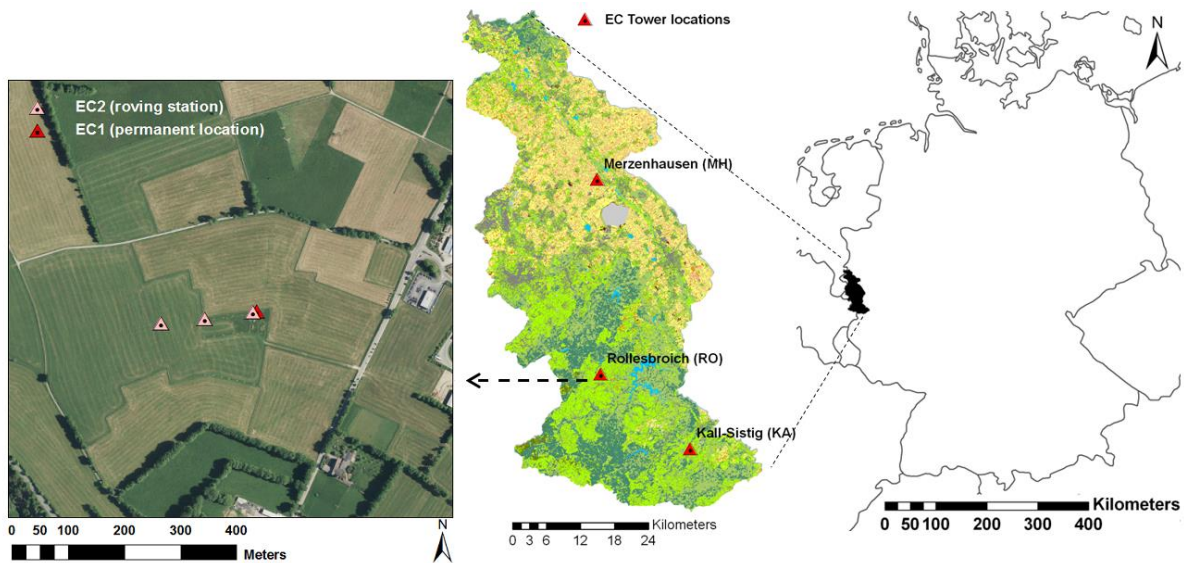 EC Tower locations
N
EC2 (roving station)
EC1 (permanent location)
Merzenhausen (MH)
Rollesbroich (RO)
Kall-Sistig (KA)
0 50 100 200 300 400
Meters
N
Kilometers
0 3 6 12 18 24
Kilometers
0 50 100 200 300 400